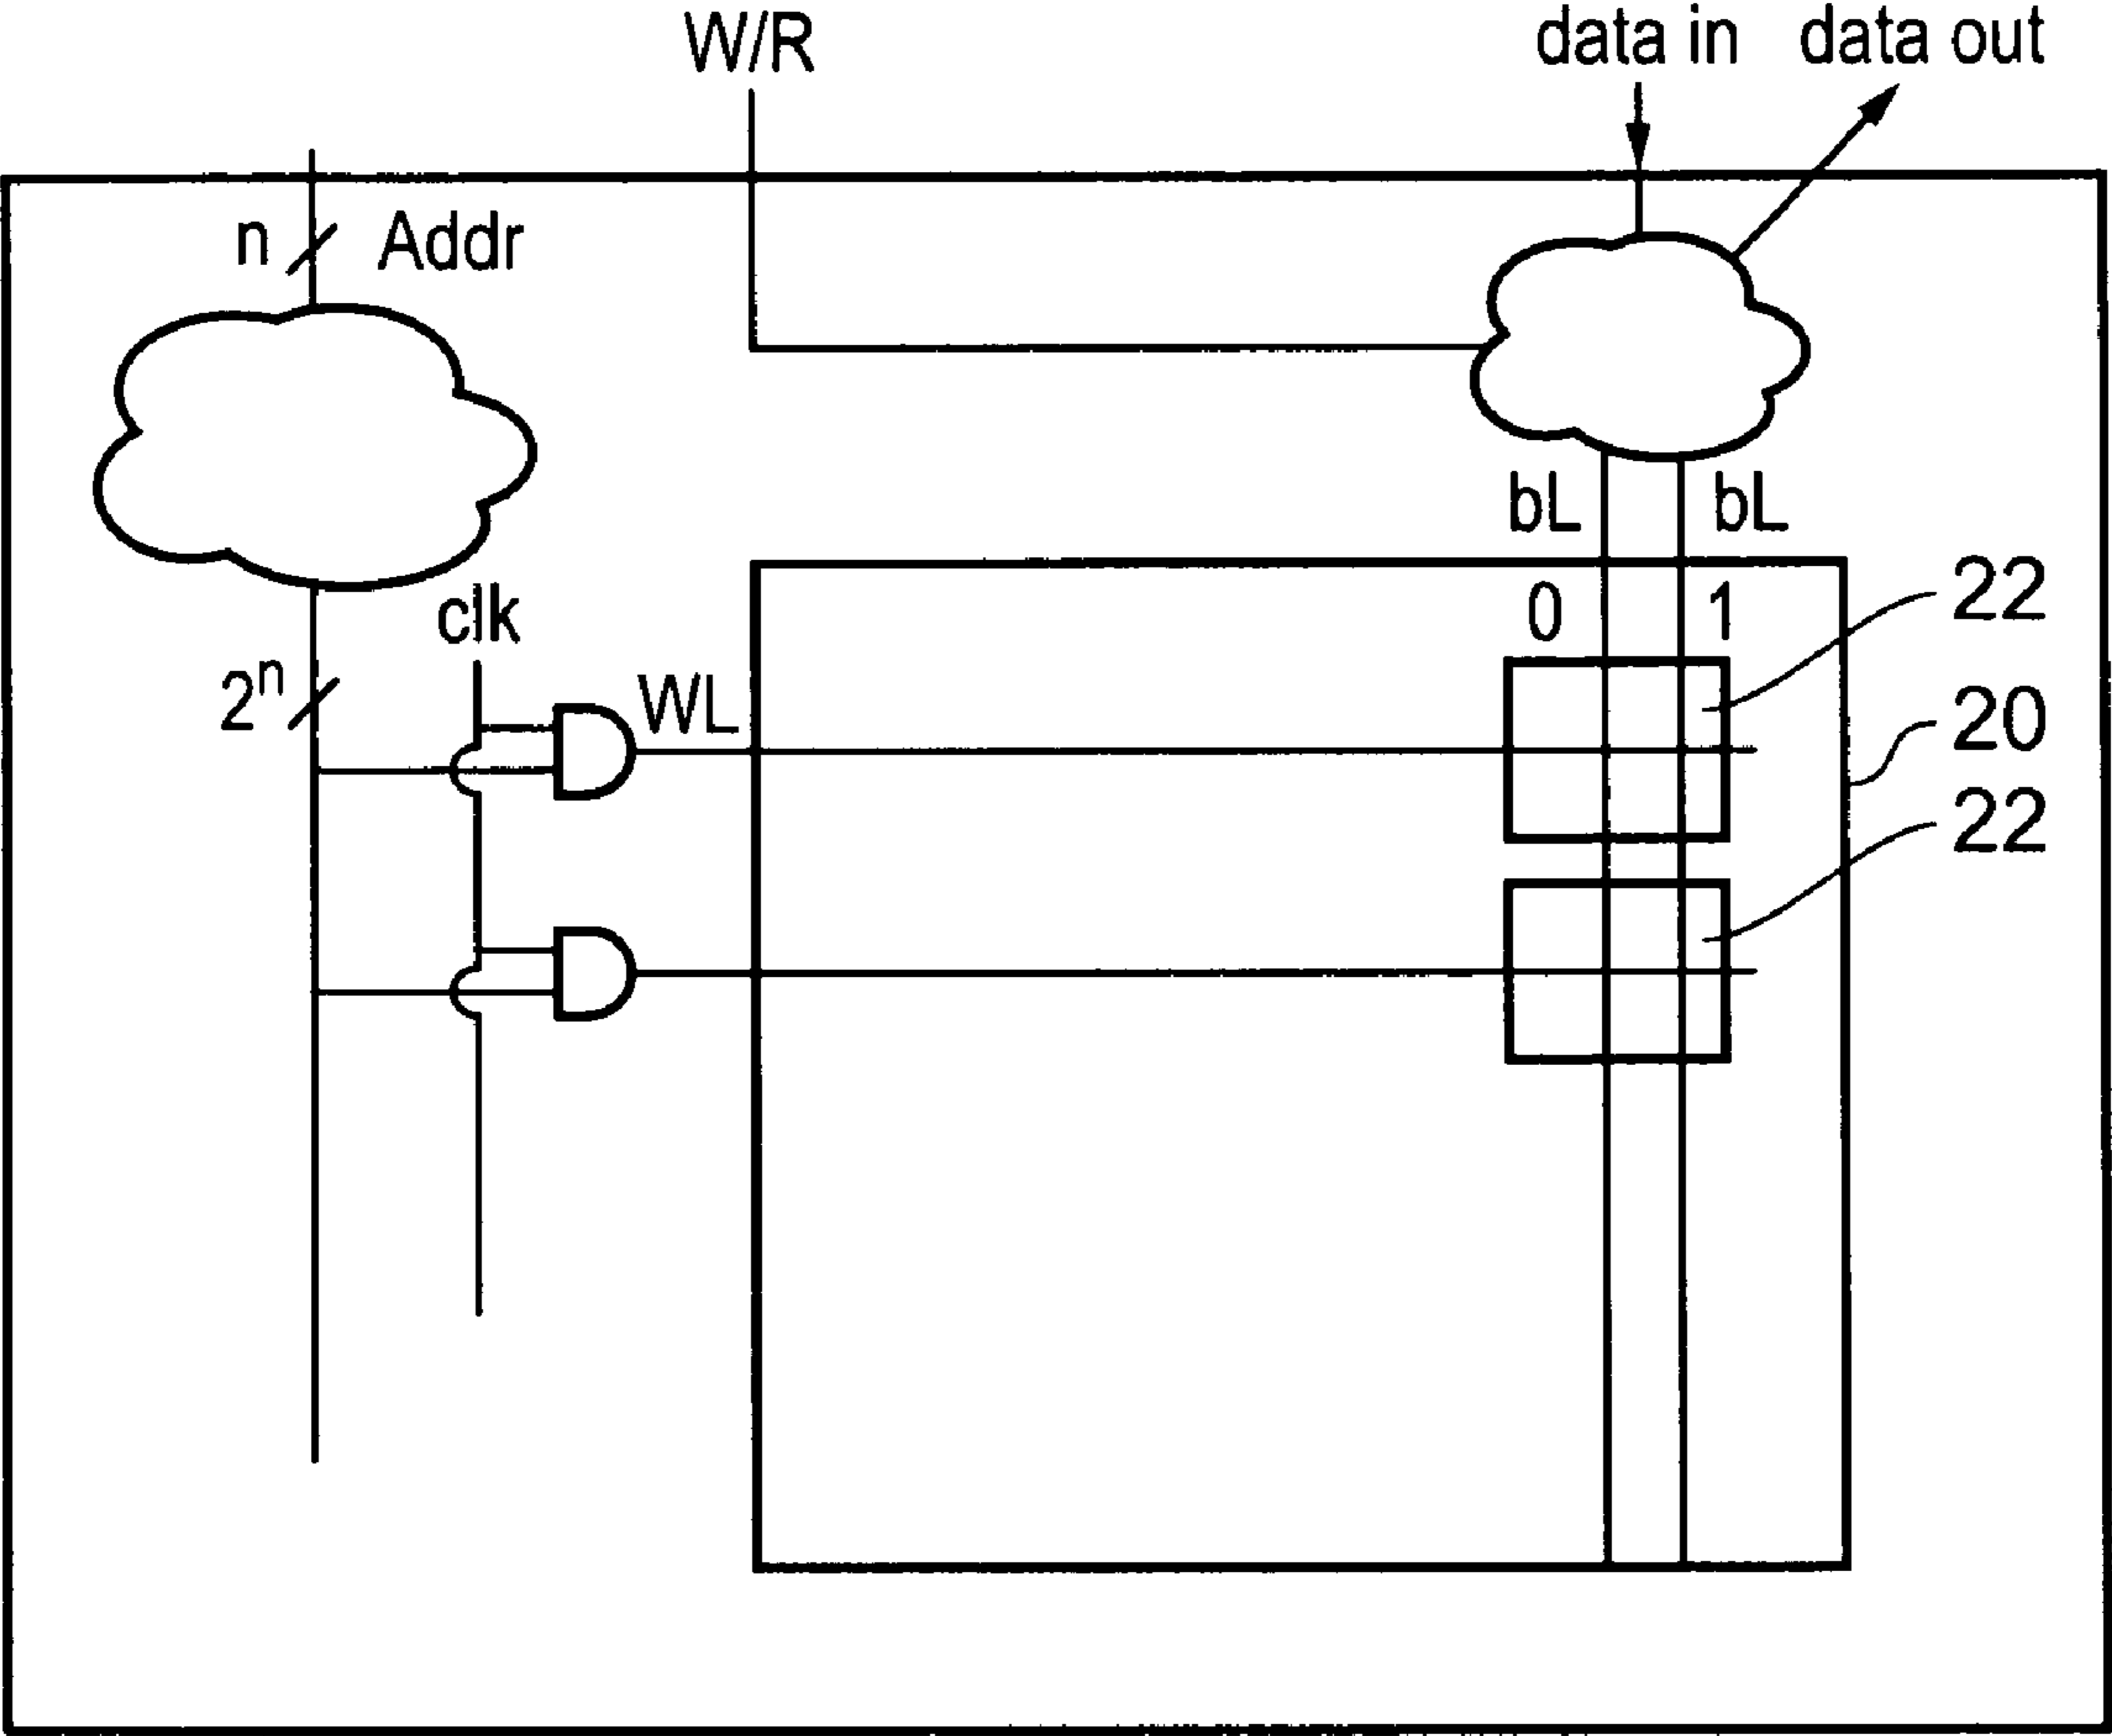 W/R
data in data out
n Addr
bL bL
clk
0 1
22
2ⁿ
WL
20
22